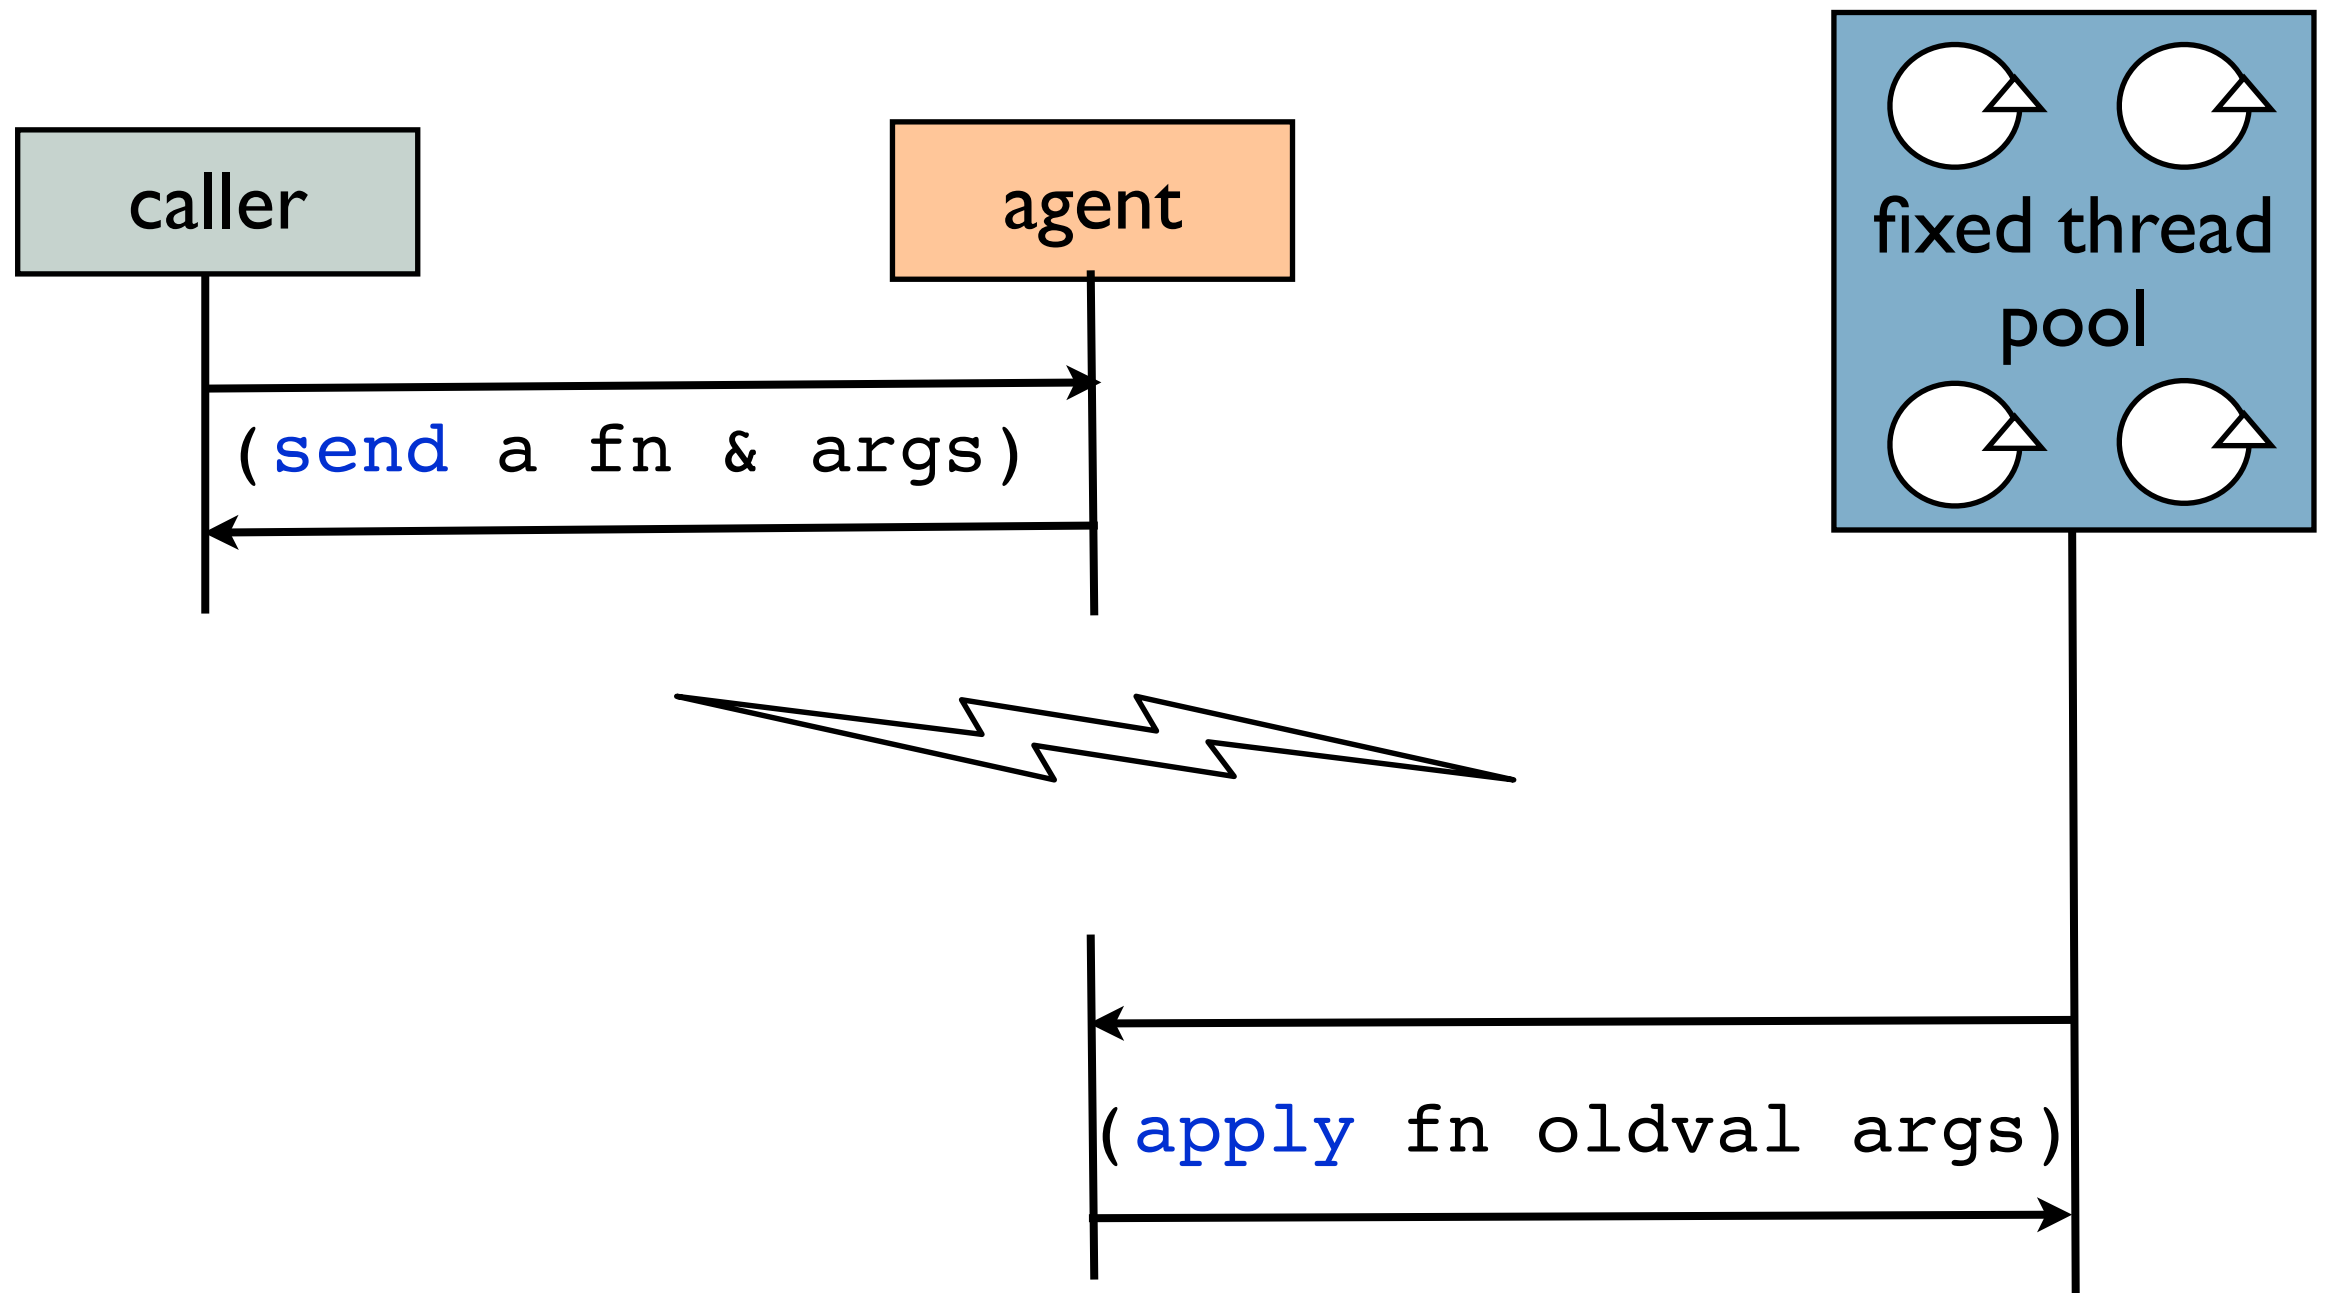 caller
agent
fixed thread
pool
(send a fn & args)
(apply fn oldval args)